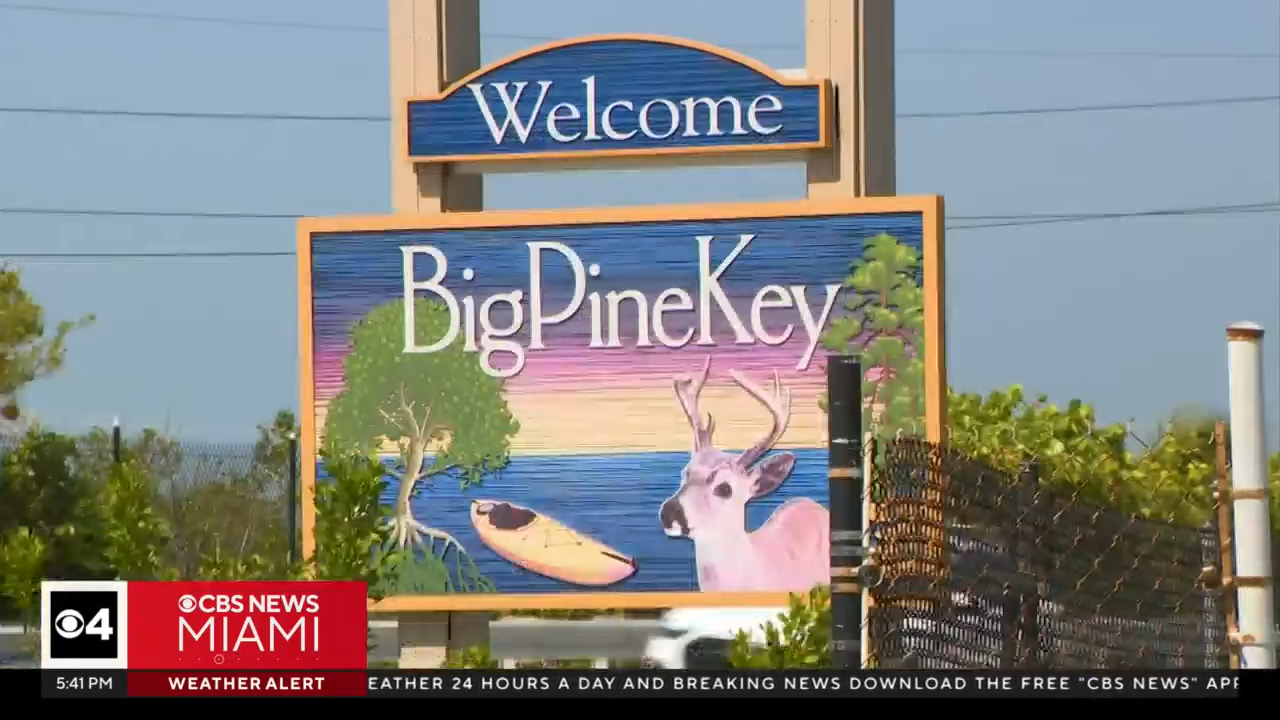 Welcome
BigPineKey
4
CBS NEWS
MIAMI
5:41 PM
WEATHER ALERT
EATHER 24 HOURS A DAY AND BREAKING NEWS DOWNLOAD THE FREE "CBS NEWS" APP